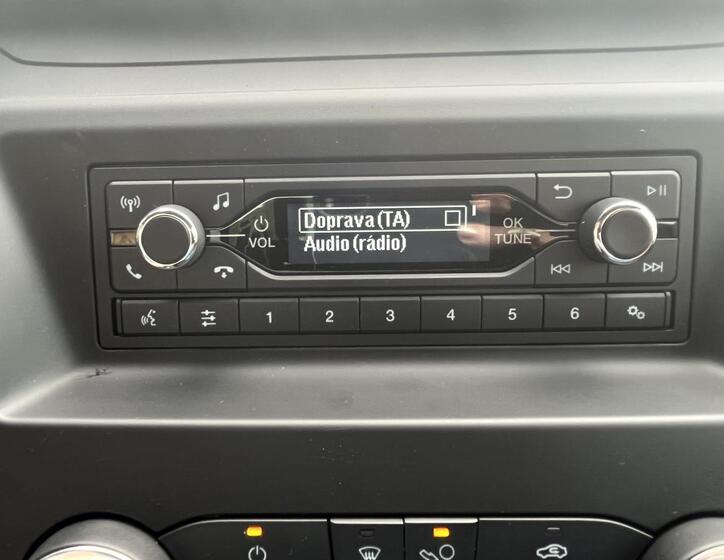 Doprava (TA)
Audio (rádio)
VOL
OK
TUNE
1 2 3 4 5 6